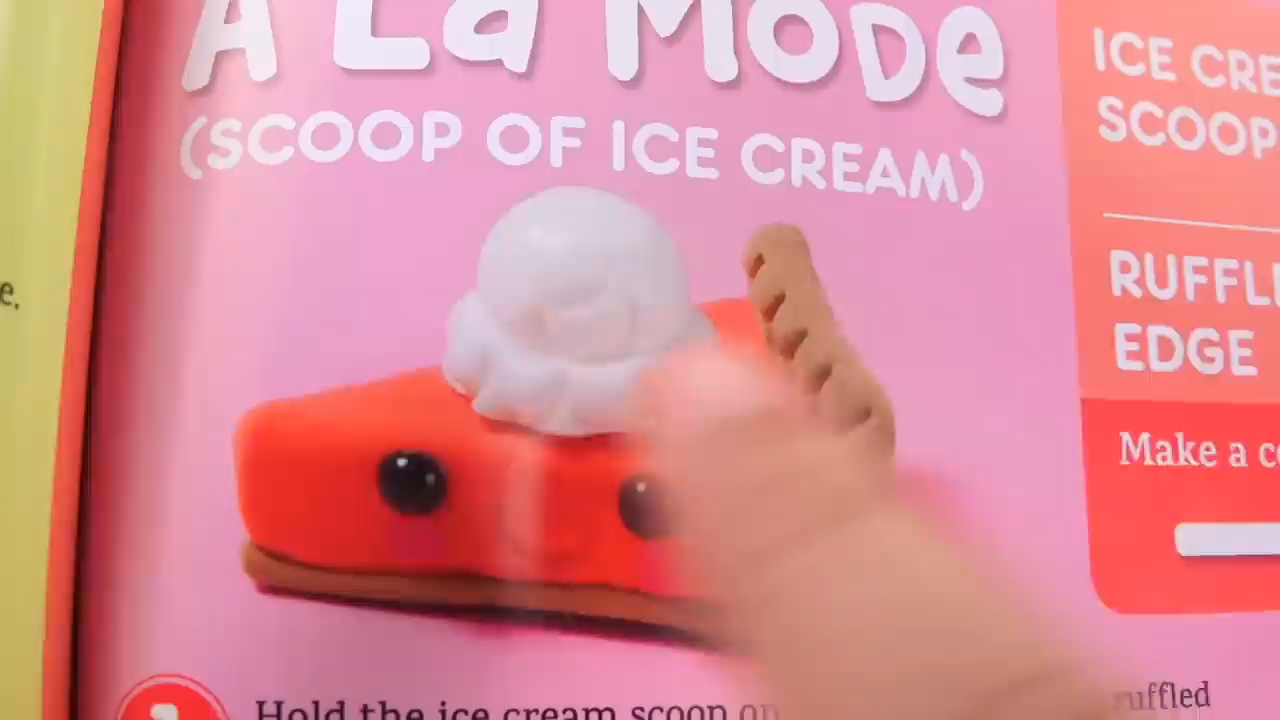 A La MODe
(SCOOP OF ICE CREAM)
ICE CRE
SCOOP
RUFFL
EDGE
Make a c
e.
Hold the ice cream scoop on
ruffled